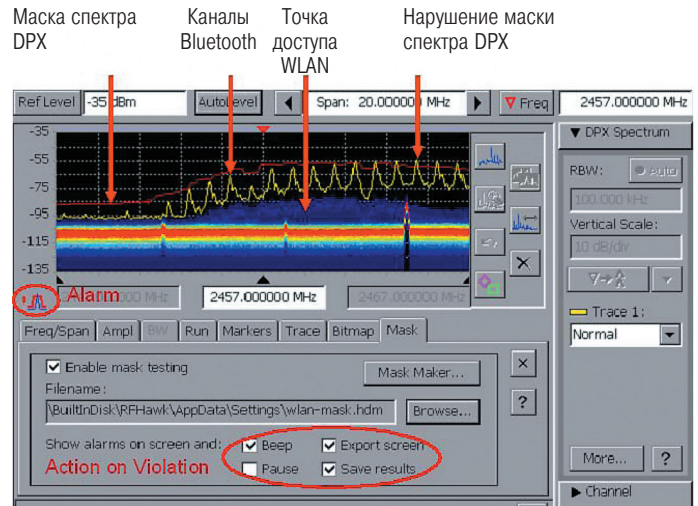 Маска спектра DPX
Каналы Bluetooth
Точка доступа WLAN
Нарушение маски спектра DPX
Ref Level -35 dBm AutoLevel Span: 20.000000 MHz Freq 2457.000000 MHz
-35
-55
-75
-95
-115
-135
DPX Spectrum
RBW: Auto
100.000 kHz
Vertical Scale:
10 dB/div
Trace 1:
Normal
More... ?
Channel
Alarm
000 MHz 2457.000000 MHz 2467.000000 MHz
Freq/Span Ampl BW Run Markers Trace Bitmap Mask
Enable mask testing
Mask Maker...
Filename:
\BuiltInDisk\RFHawk\AppData\Settings\wlan-mask.hdm Browse...
?
Show alarms on screen and: Beep Export screen
Action on Violation Pause Save results